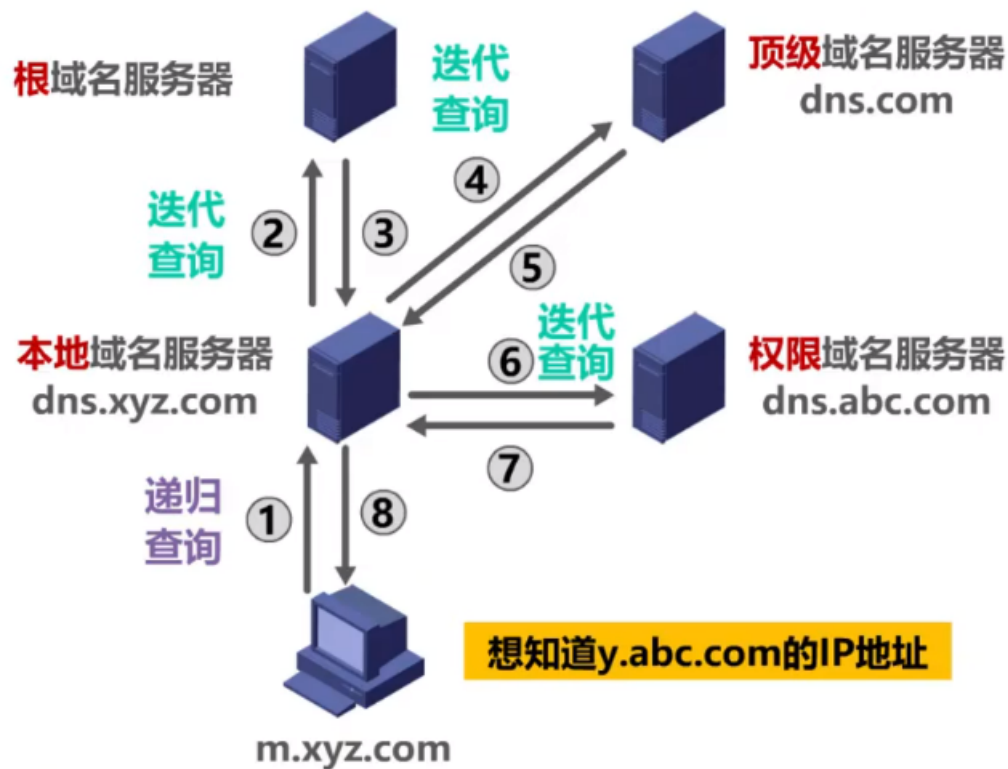 根域名服务器
迭代
查询
顶级域名服务器
dns.com
④
迭代
查询
②
③
⑤
本地域名服务器
dns.xyz.com
⑥
迭代
查询
权限域名服务器
dns.abc.com
⑦
递归
查询
①
⑧
想知道y.abc.com的IP地址
m.xyz.com